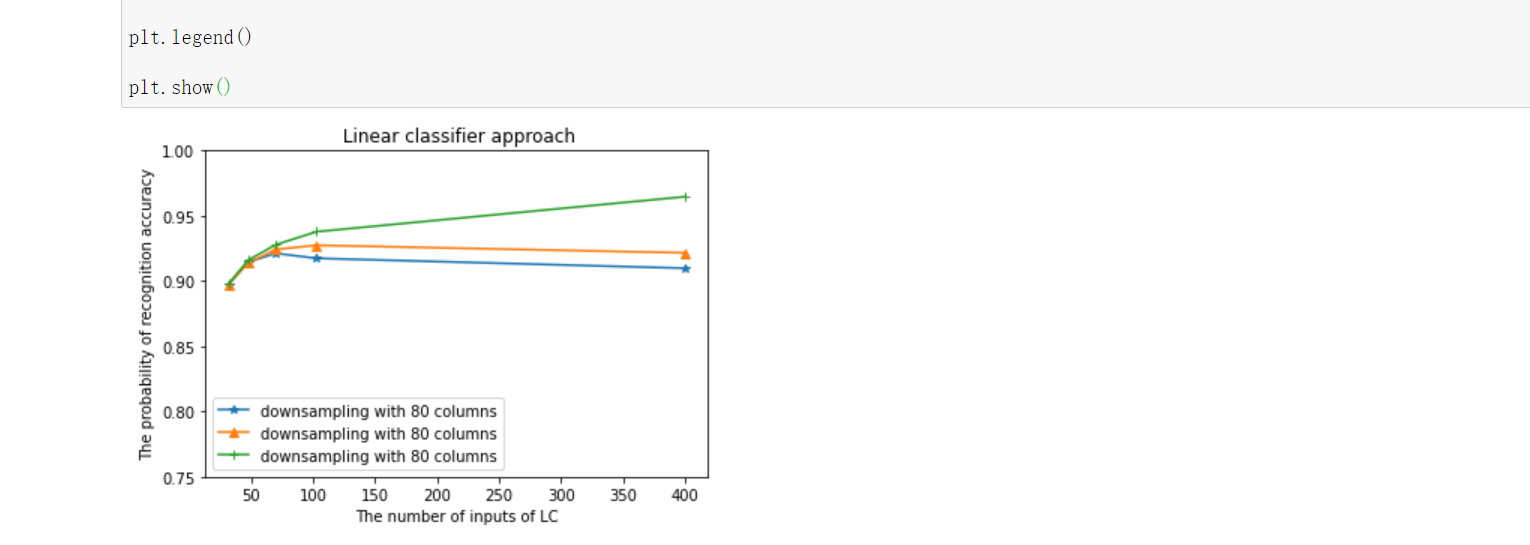 plt.legend()
plt.show()
Linear classifier approach
The probability of recognition accuracy
1.00
0.95
0.90
0.85
0.80
0.75
downsampling with 80 columns
downsampling with 80 columns
downsampling with 80 columns
50 100 150 200 250 300 350 400
The number of inputs of LC